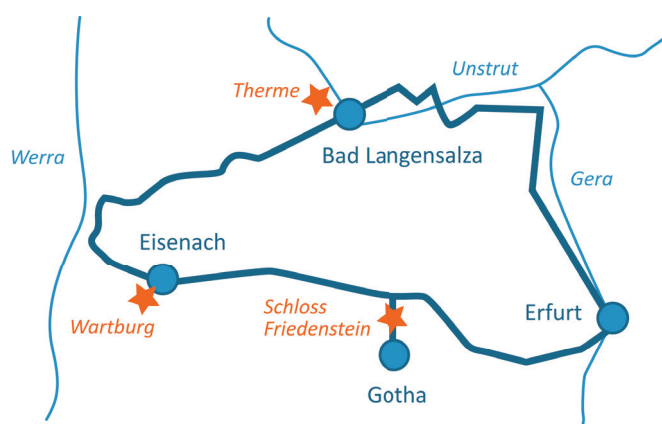 Unstrut
Therme
Bad Langensalza
Werra
Gera
Eisenach
Schloss
Friedenstein
Erfurt
Wartburg
Gotha